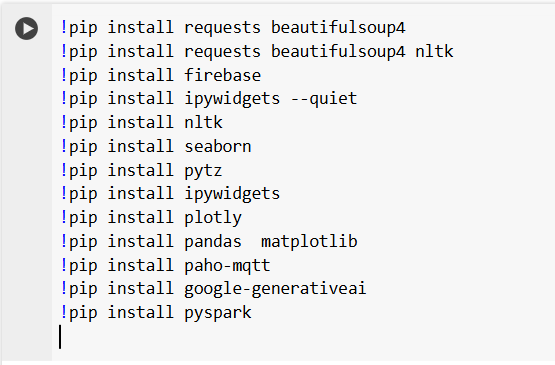 !pip install requests beautifulsoup4
!pip install requests beautifulsoup4 nltk
!pip install firebase
!pip install ipywidgets --quiet
!pip install nltk
!pip install seaborn
!pip install pytz
!pip install ipywidgets
!pip install plotly
!pip install pandas  matplotlib
!pip install paho-mqtt
!pip install google-generativeai
!pip install pyspark